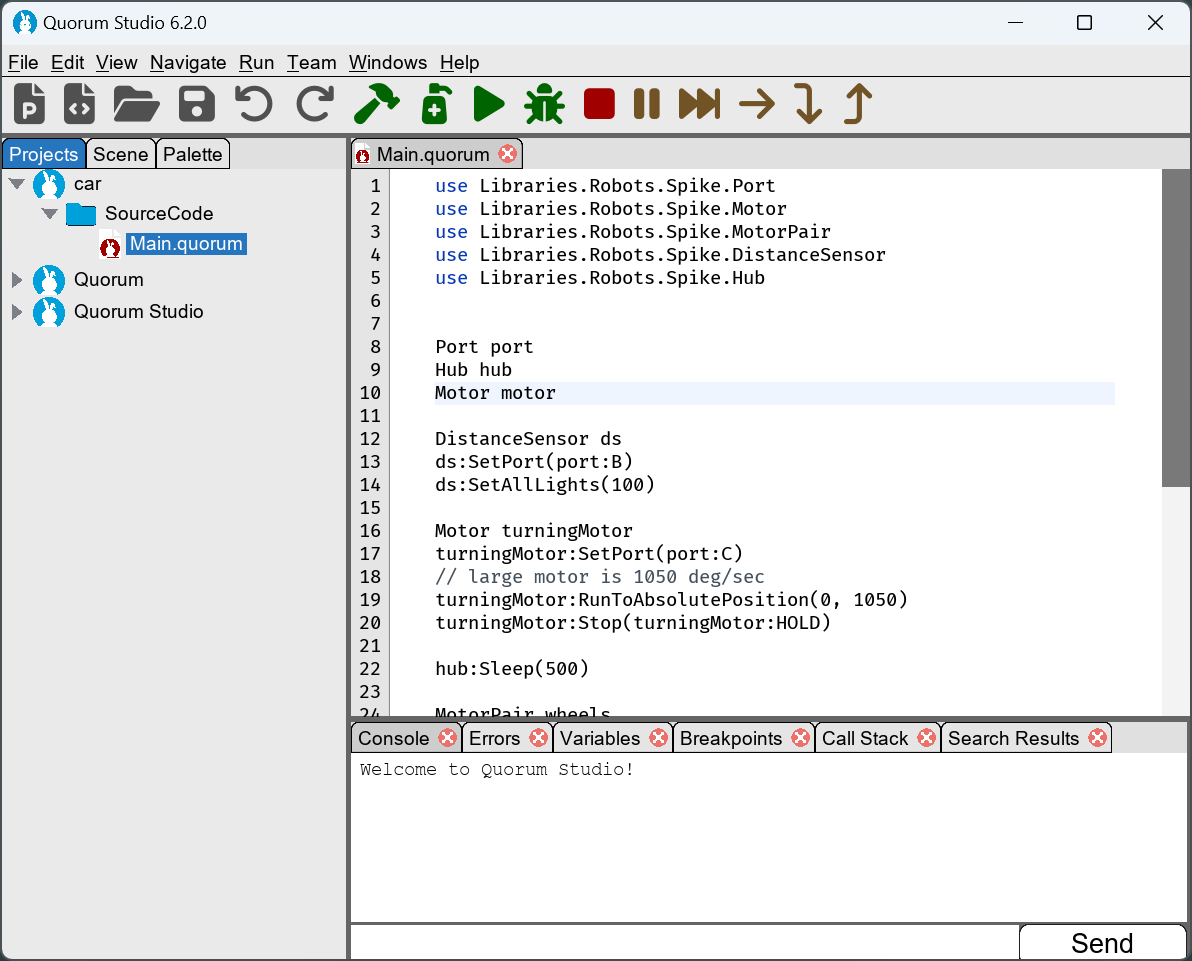 Quorum Studio 6.2.0
File Edit View Navigate Run Team Windows Help
Projects Scene Palette
car
SourceCode
Main.quorum
Quorum
Quorum Studio
Main.quorum
1 use Libraries.Robots.Spike.Port
2 use Libraries.Robots.Spike.Motor
3 use Libraries.Robots.Spike.MotorPair
4 use Libraries.Robots.Spike.DistanceSensor
5 use Libraries.Robots.Spike.Hub
6
7
8 Port port
9 Hub hub
10 Motor motor
11
12 DistanceSensor ds
13 ds:SetPort(port:B)
14 ds:SetAllLights(100)
15
16 Motor turningMotor
17 turningMotor:SetPort(port:C)
18 // large motor is 1050 deg/sec
19 turningMotor:RunToAbsolutePosition(0, 1050)
20 turningMotor:Stop(turningMotor:HOLD)
21
22 hub:Sleep(500)
23
24 MotorPair wheels
Console Errors Variables Breakpoints Call Stack Search Results
Welcome to Quorum Studio!
Send